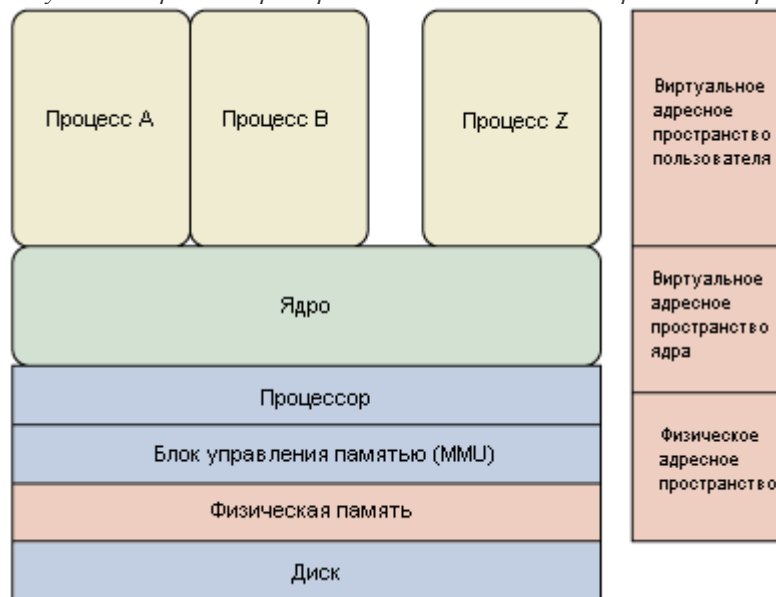 Процесс A
Процесс B
Процесс Z
Виртуальное
адресное
пространство
пользователя
Ядро
Виртуальное
адресное
пространство
ядра
Процессор
Блок управления памятью (MMU)
Физическая память
Диск
Физическое
адресное
пространство